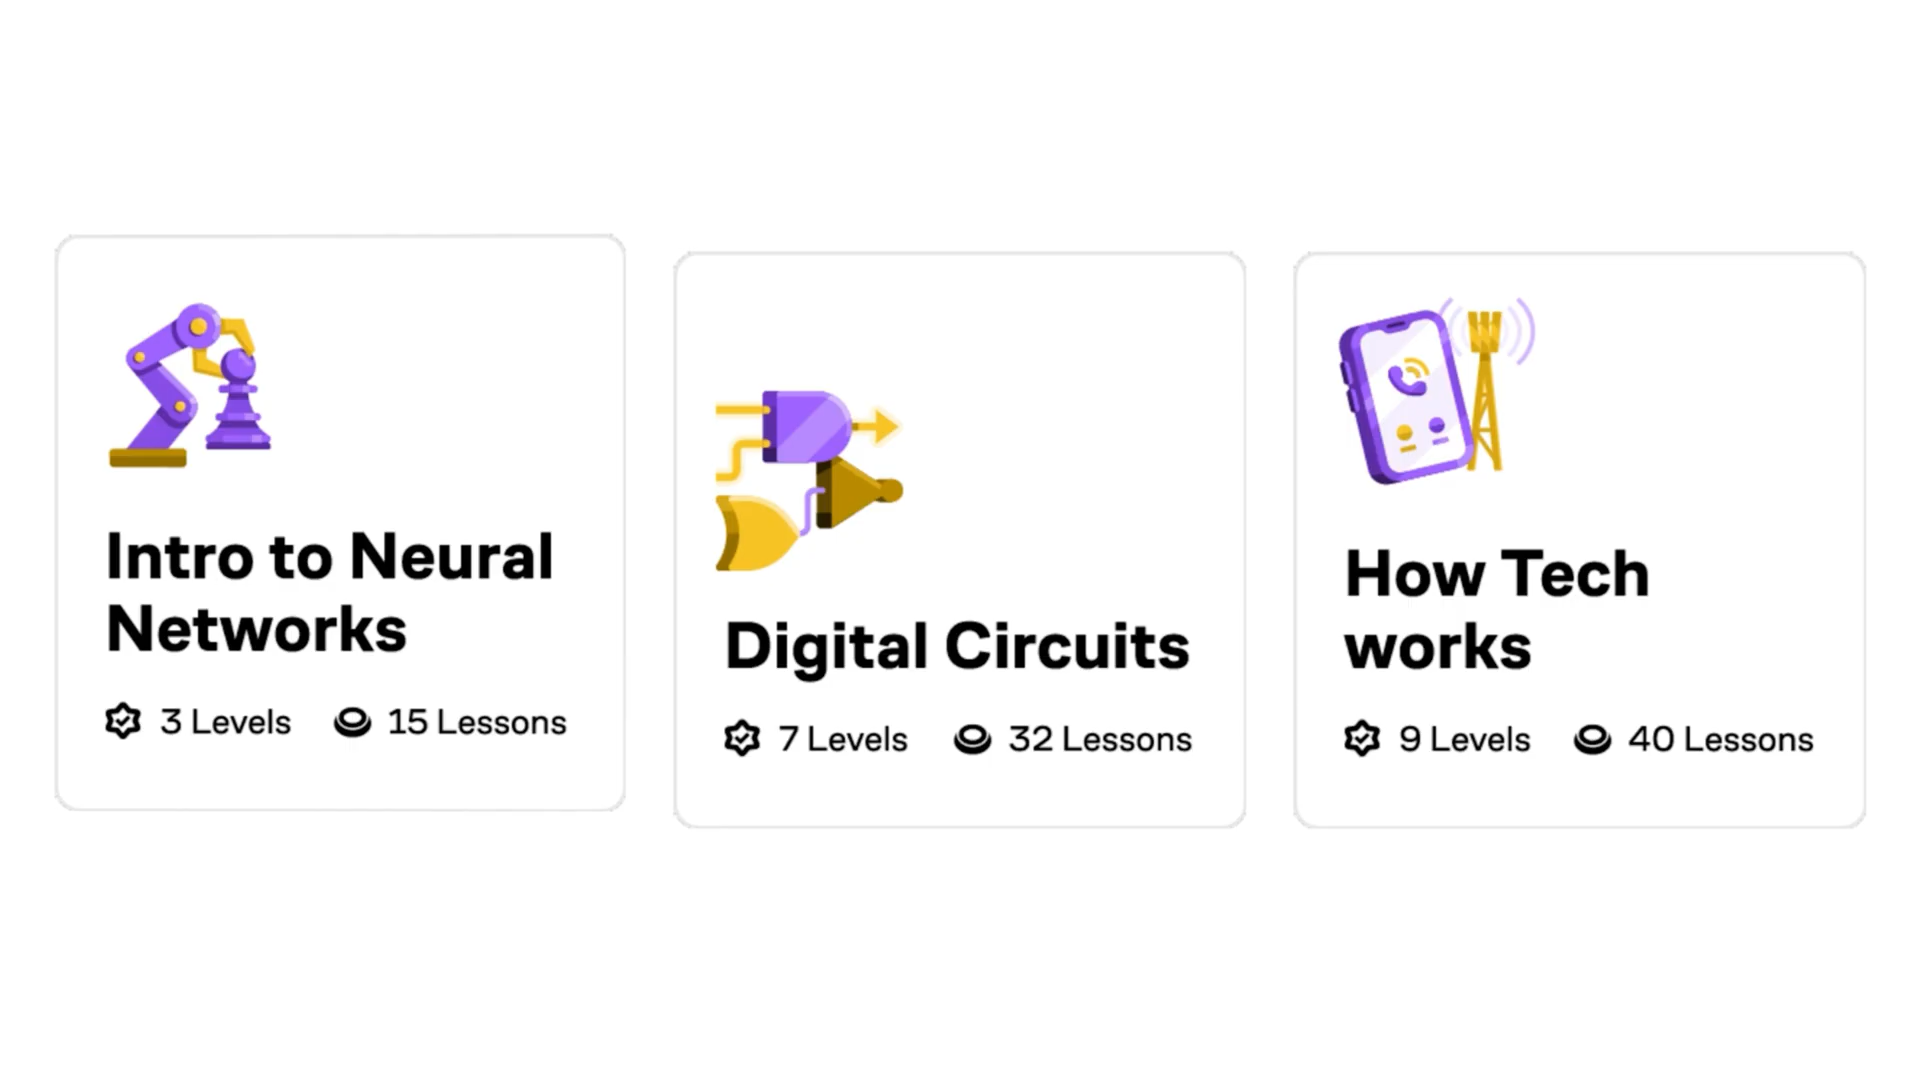 Intro to Neural
Networks
3 Levels 15 Lessons
Digital Circuits
7 Levels 32 Lessons
How Tech
works
9 Levels 40 Lessons